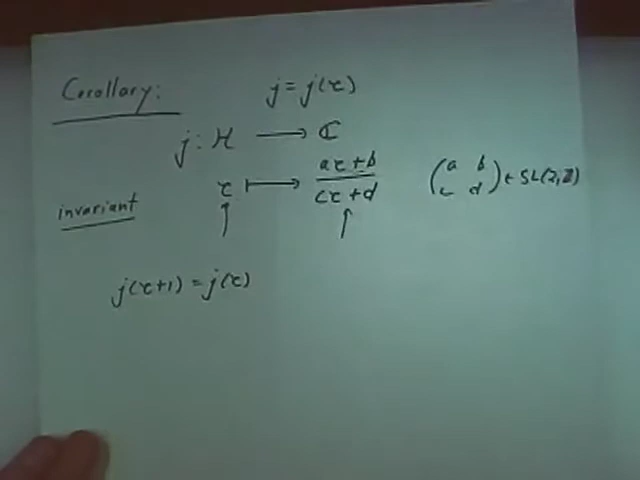 Corollary:
j = j(τ)
j: H ⟶ ℂ
invariant
τ ⟼ (aτ+b)/(cτ+d)
(a b; c d) ∈ SL(2,ℤ)
j(τ+1) = j(τ)